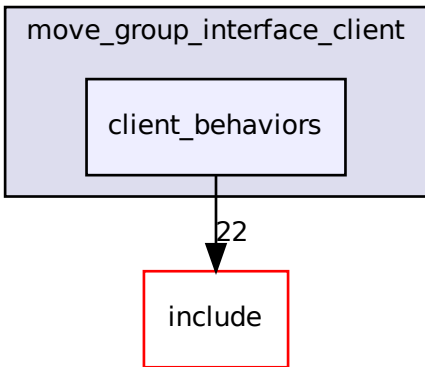 move_group_interface_client
client_behaviors
22
include